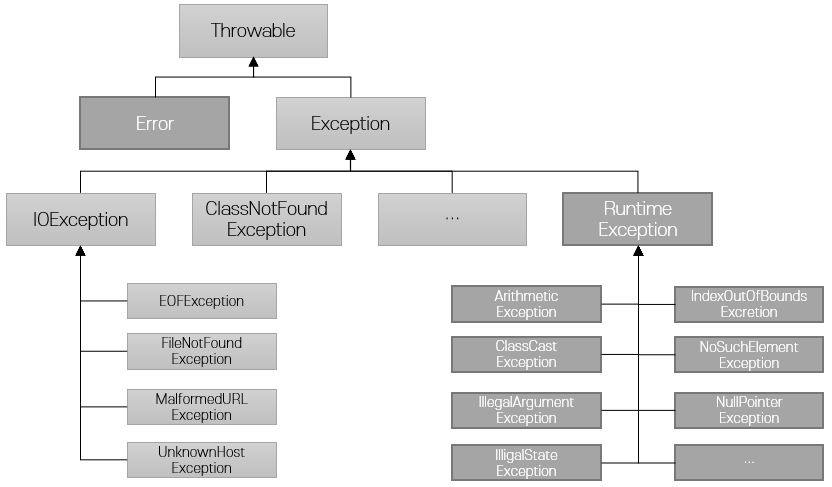 Throwable
Error
Exception
IOException
ClassNotFound
Exception
...
Runtime
Exception
EOFException
FileNotFound
Exception
MalformedURL
Exception
UnknownHost
Exception
Arithmetic
Exception
IndexOutOfBounds
Excretion
ClassCast
Exception
NoSuchElement
Exception
IllegalArgument
Exception
NullPointer
Exception
IlligalState
Exception
...